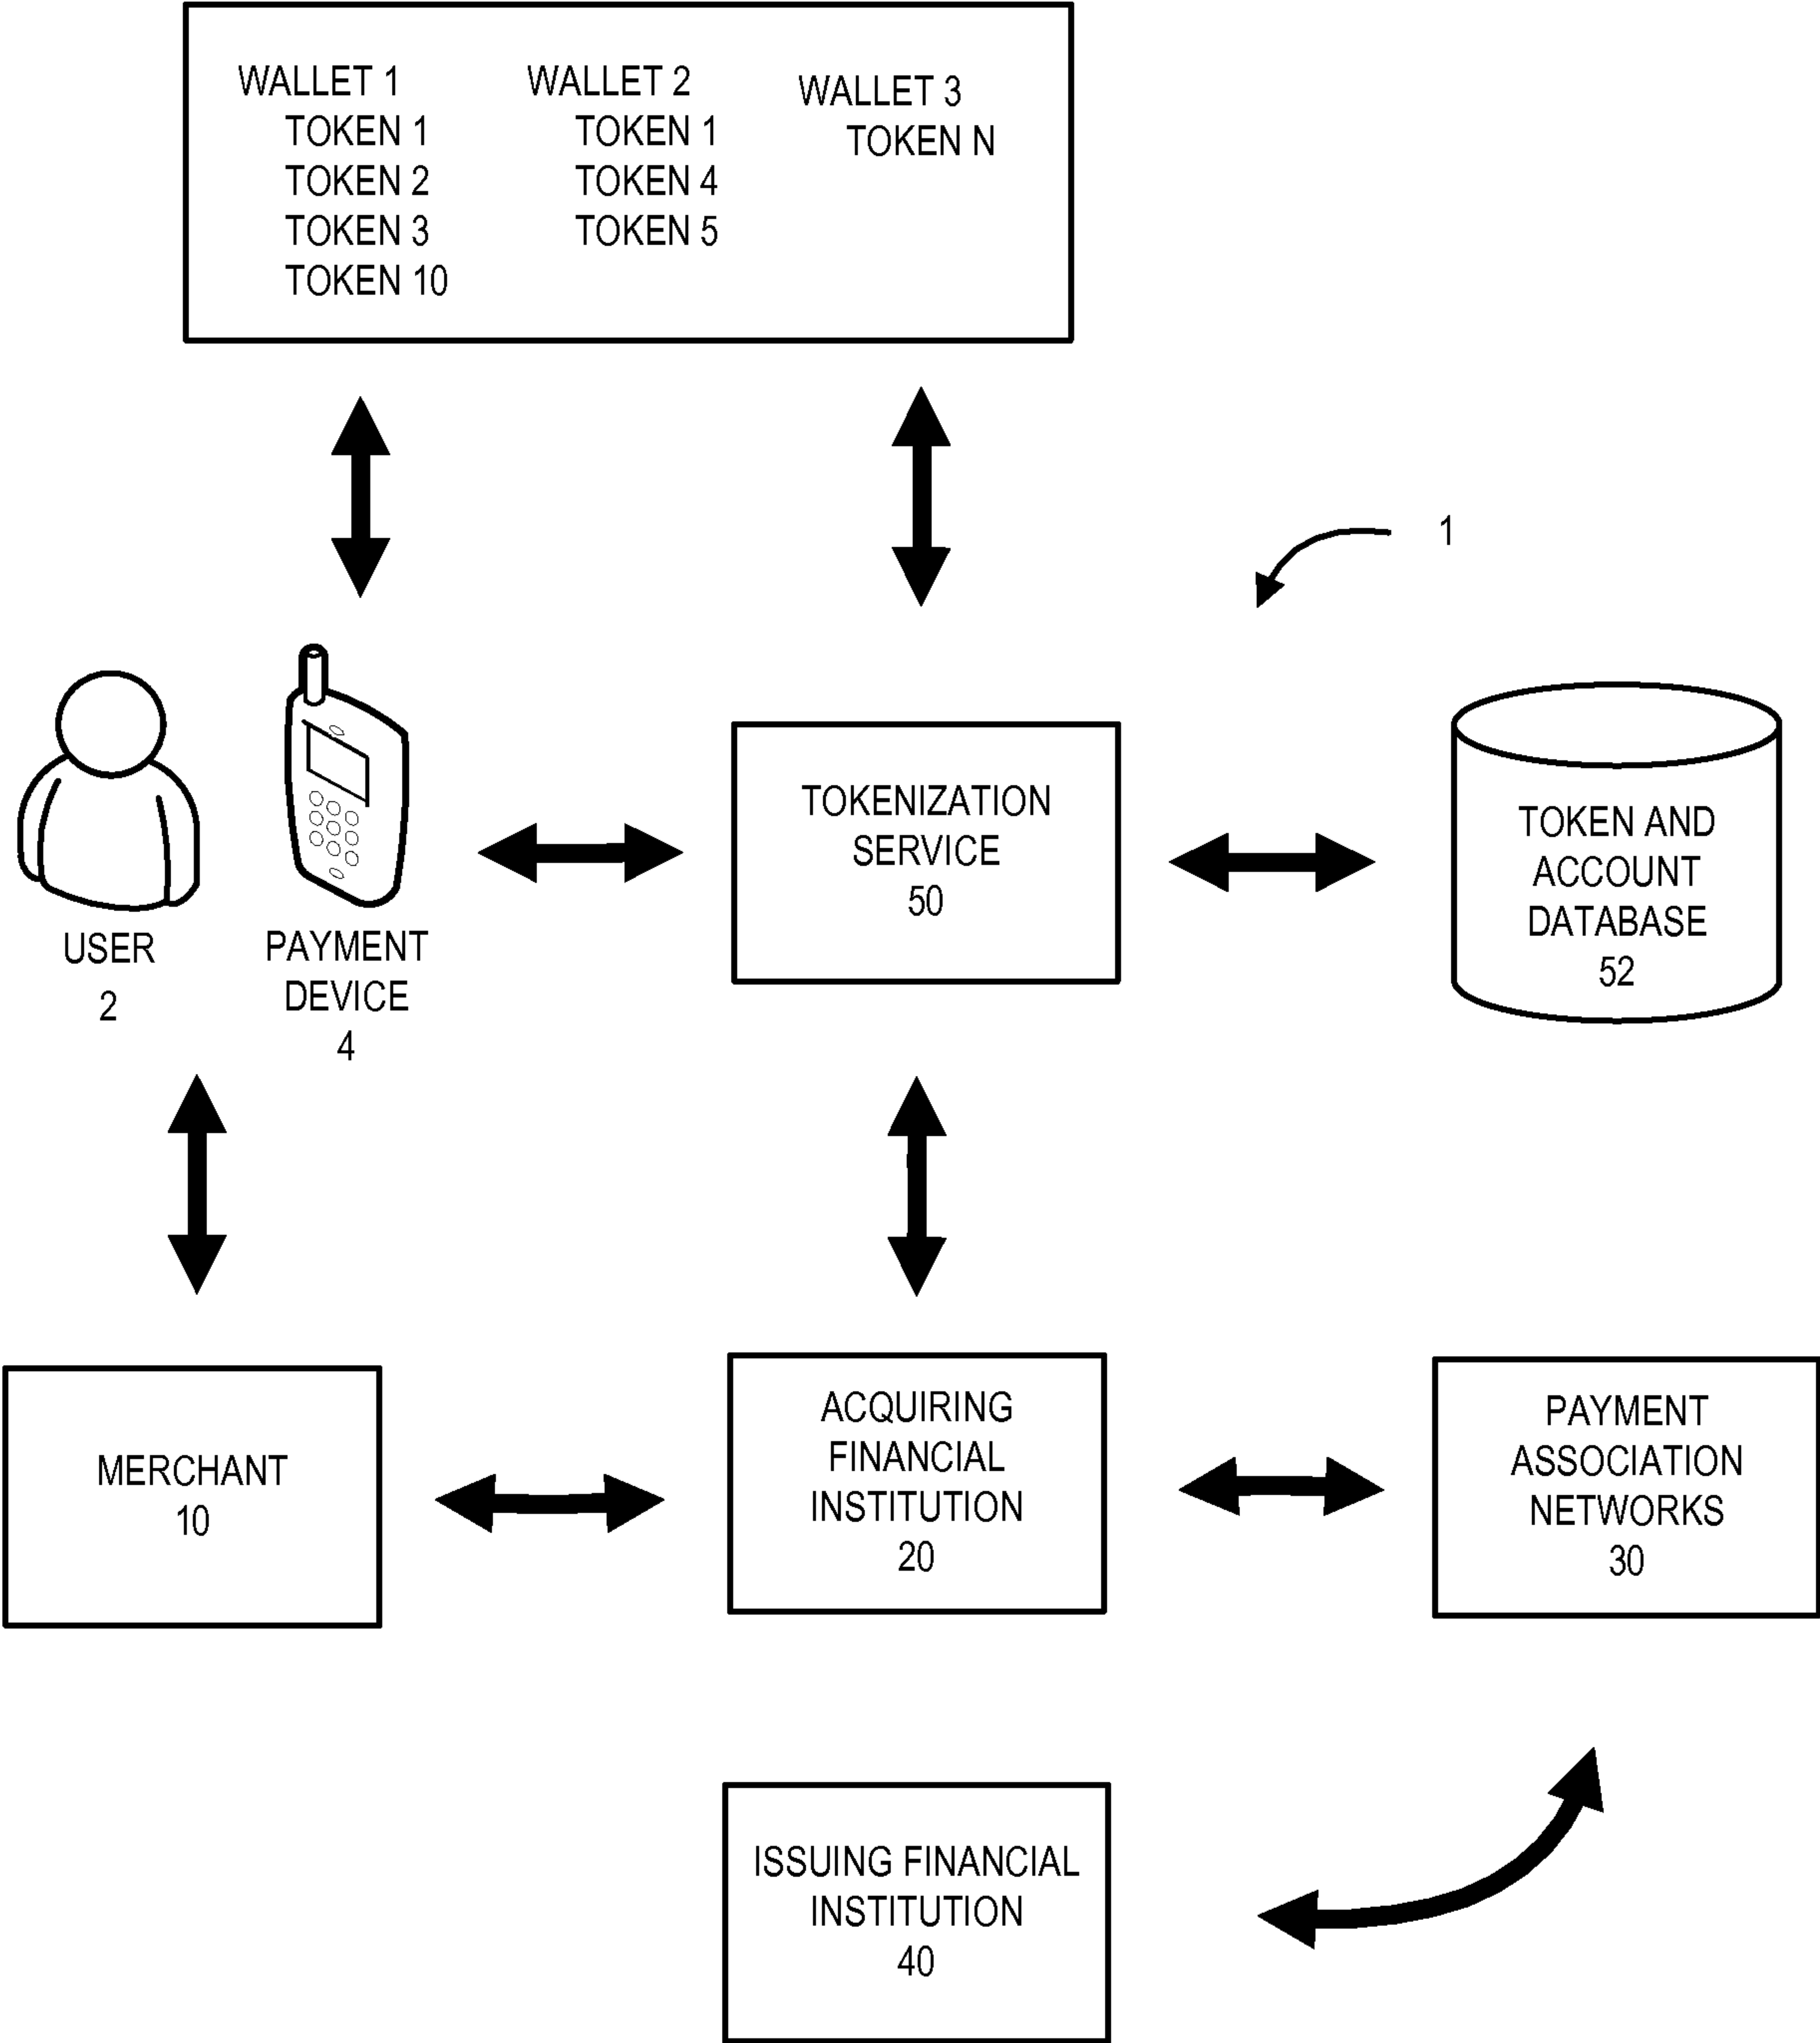 WALLET 1
TOKEN 1
TOKEN 2
TOKEN 3
TOKEN 10
WALLET 2
TOKEN 1
TOKEN 4
TOKEN 5
WALLET 3
TOKEN N
1
USER
2
PAYMENT
DEVICE
4
TOKENIZATION
SERVICE
50
TOKEN AND
ACCOUNT
DATABASE
52
MERCHANT
10
ACQUIRING
FINANCIAL
INSTITUTION
20
PAYMENT
ASSOCIATION
NETWORKS
30
ISSUING FINANCIAL
INSTITUTION
40